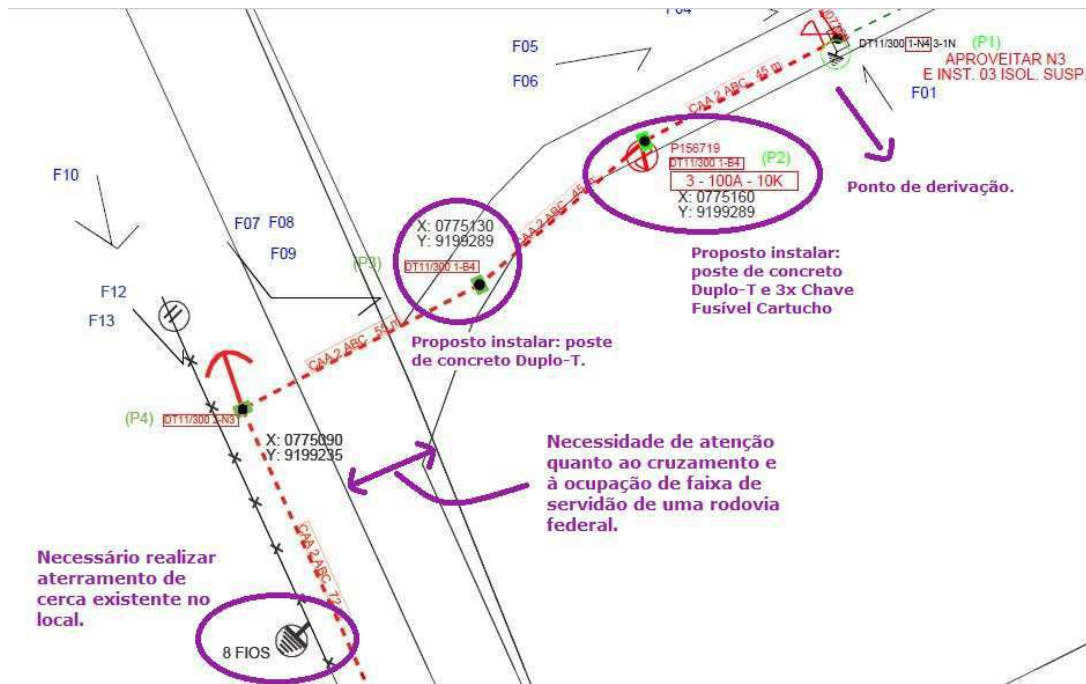 F04
F05
F06
DT11/300 1-N4 3-1N (P1)
APROVEITAR N3
E INST. 03 ISOL. SUSP.
F01
CAA 2 ABC 45 m
P156719
DT11/300 1-B4 (P2)
3 - 100A - 10K
X: 0775160
Y: 9199289
Ponto de derivação.
Proposto instalar:
poste de concreto
Duplo-T e 3x Chave
Fusível Cartucho
CAA 2 ABC 45 m
F10
F07 F08
F09
X: 0775130
Y: 9199289
(P3)
DT11/300 1-B4
Proposto instalar: poste
de concreto Duplo-T.
F12
F13
CAA 2 ABC 55 m
(P4) DT11/300 2-N3
X: 0775090
Y: 9199235
Necessidade de atenção
quanto ao cruzamento e
à ocupação de faixa de
servidão de uma rodovia
federal.
Necessário realizar
aterramento de
cerca existente no
local.
CAA 2 ABC 72
8 FIOS